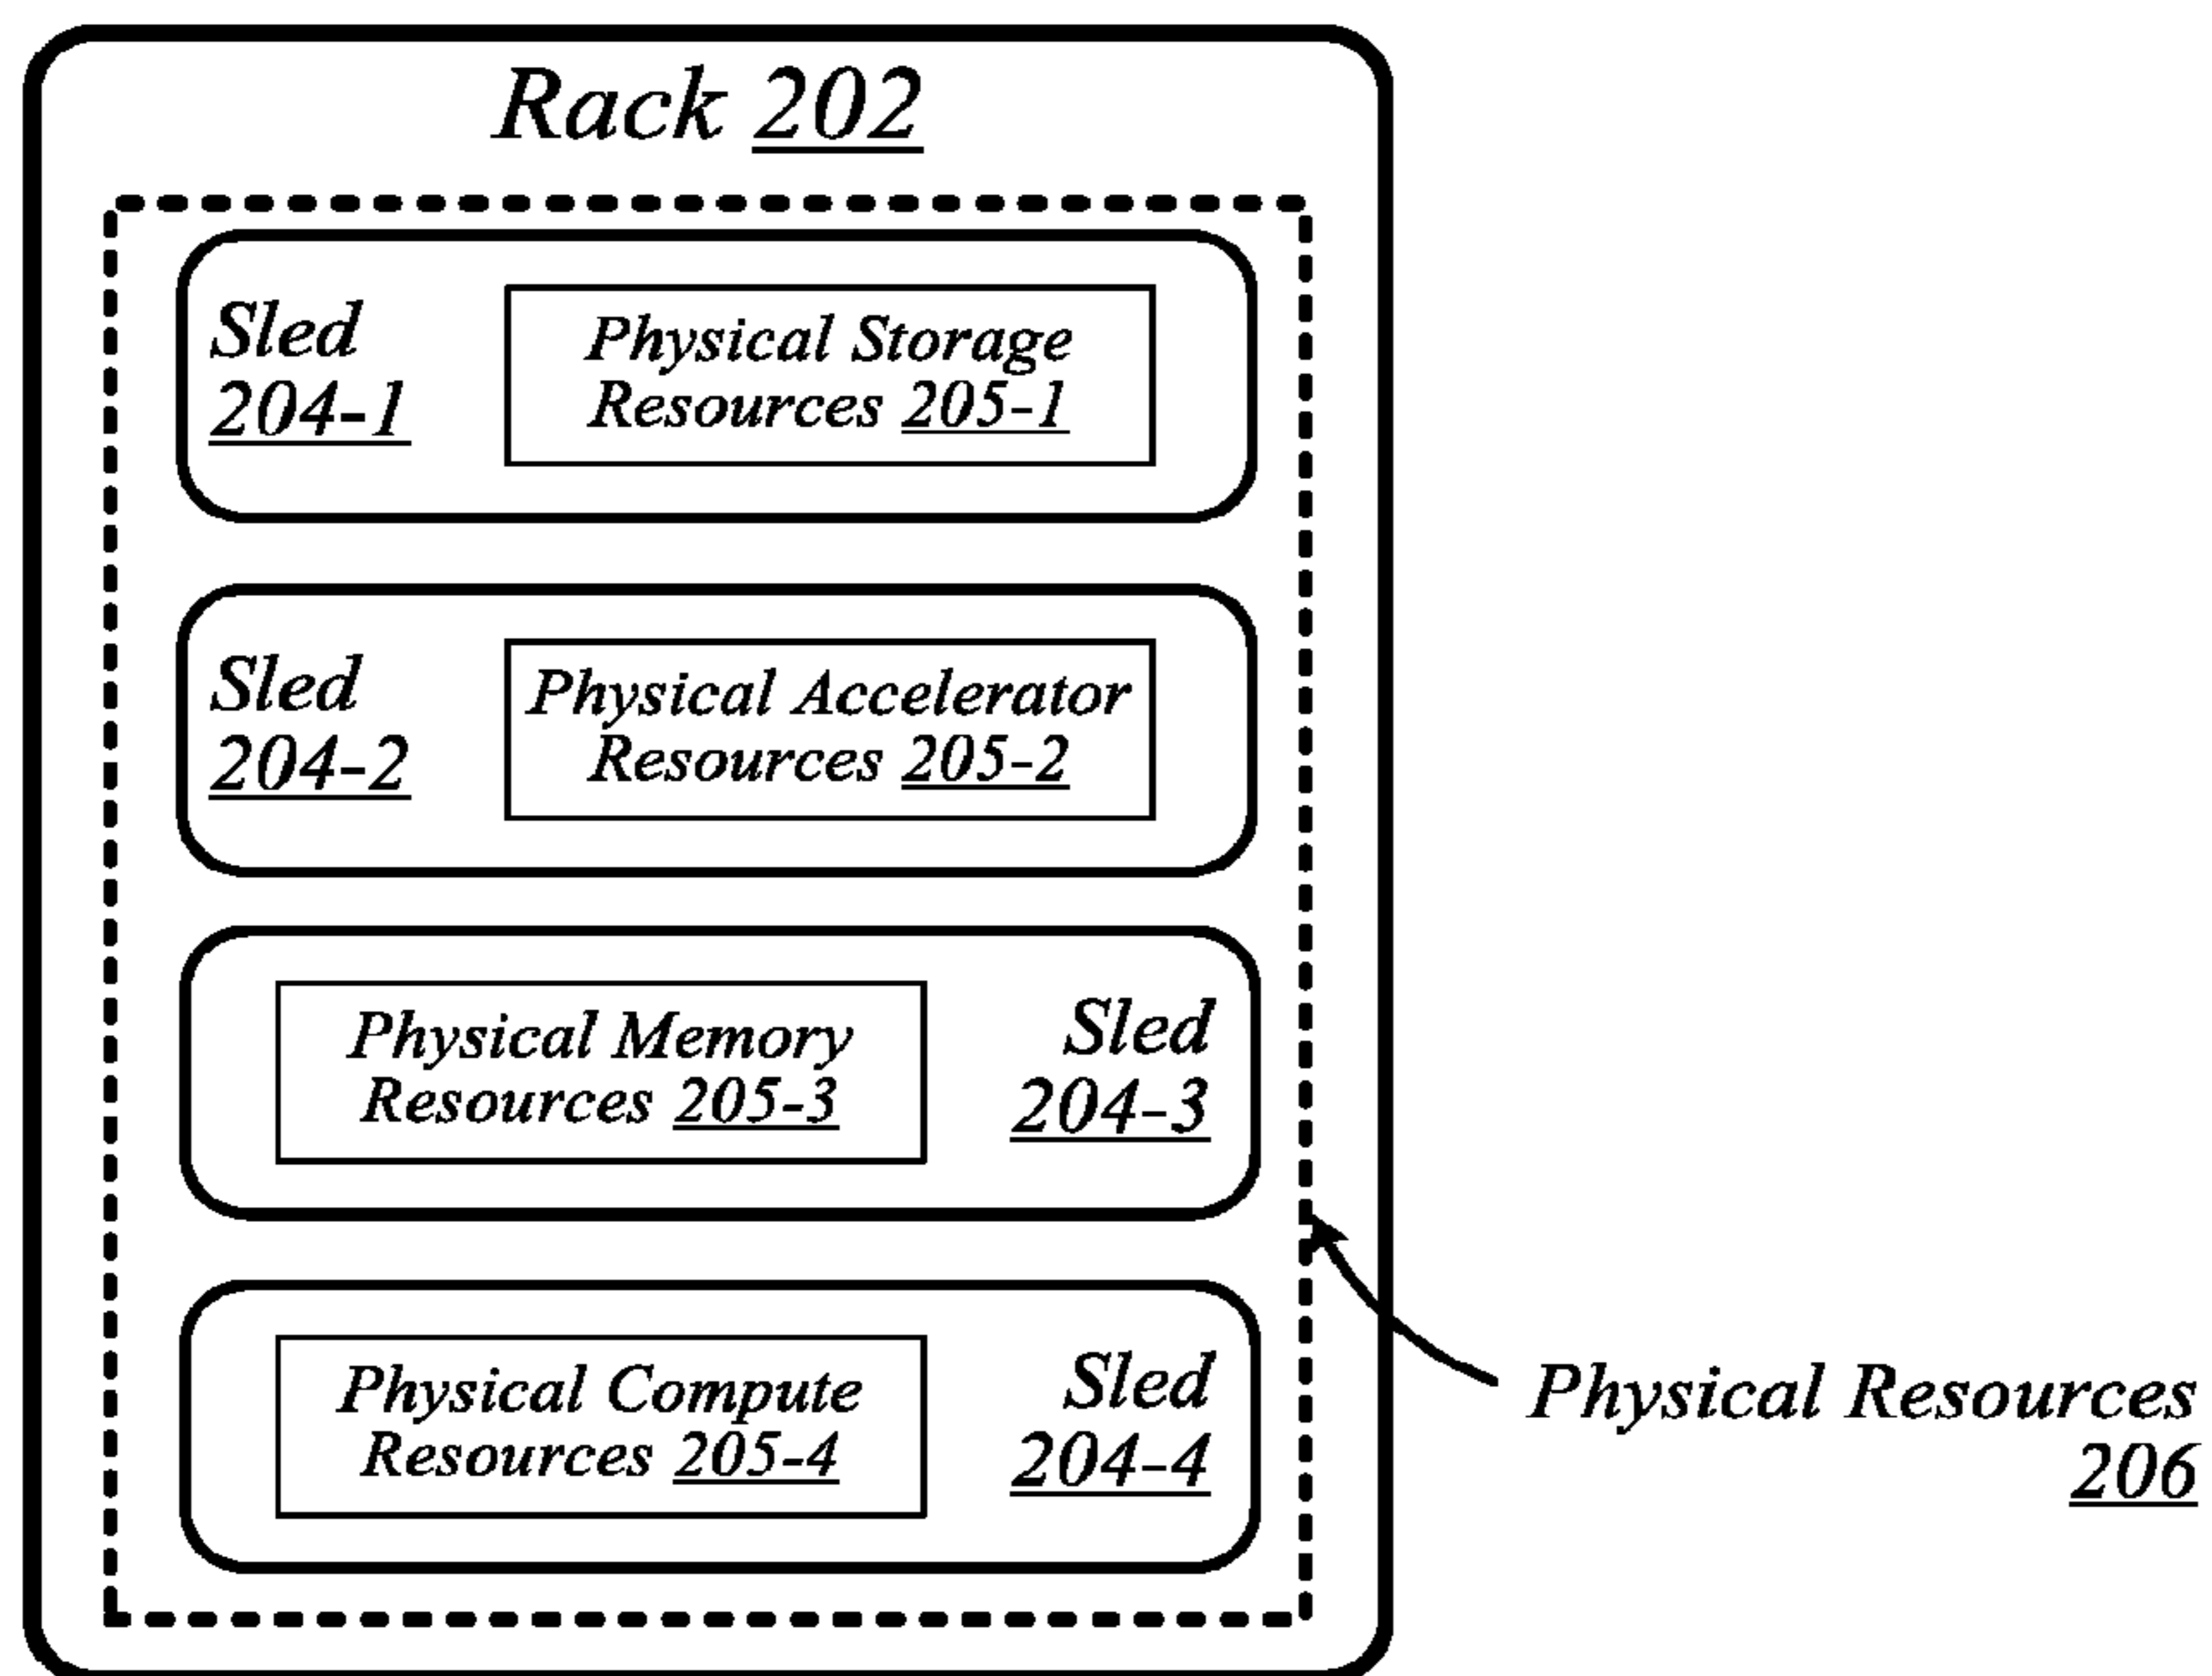 Rack 202
Sled
204-1
Physical Storage
Resources 205-1
Sled
204-2
Physical Accelerator
Resources 205-2
Physical Memory
Resources 205-3
Sled
204-3
Physical Compute
Resources 205-4
Sled
204-4
Physical Resources
206